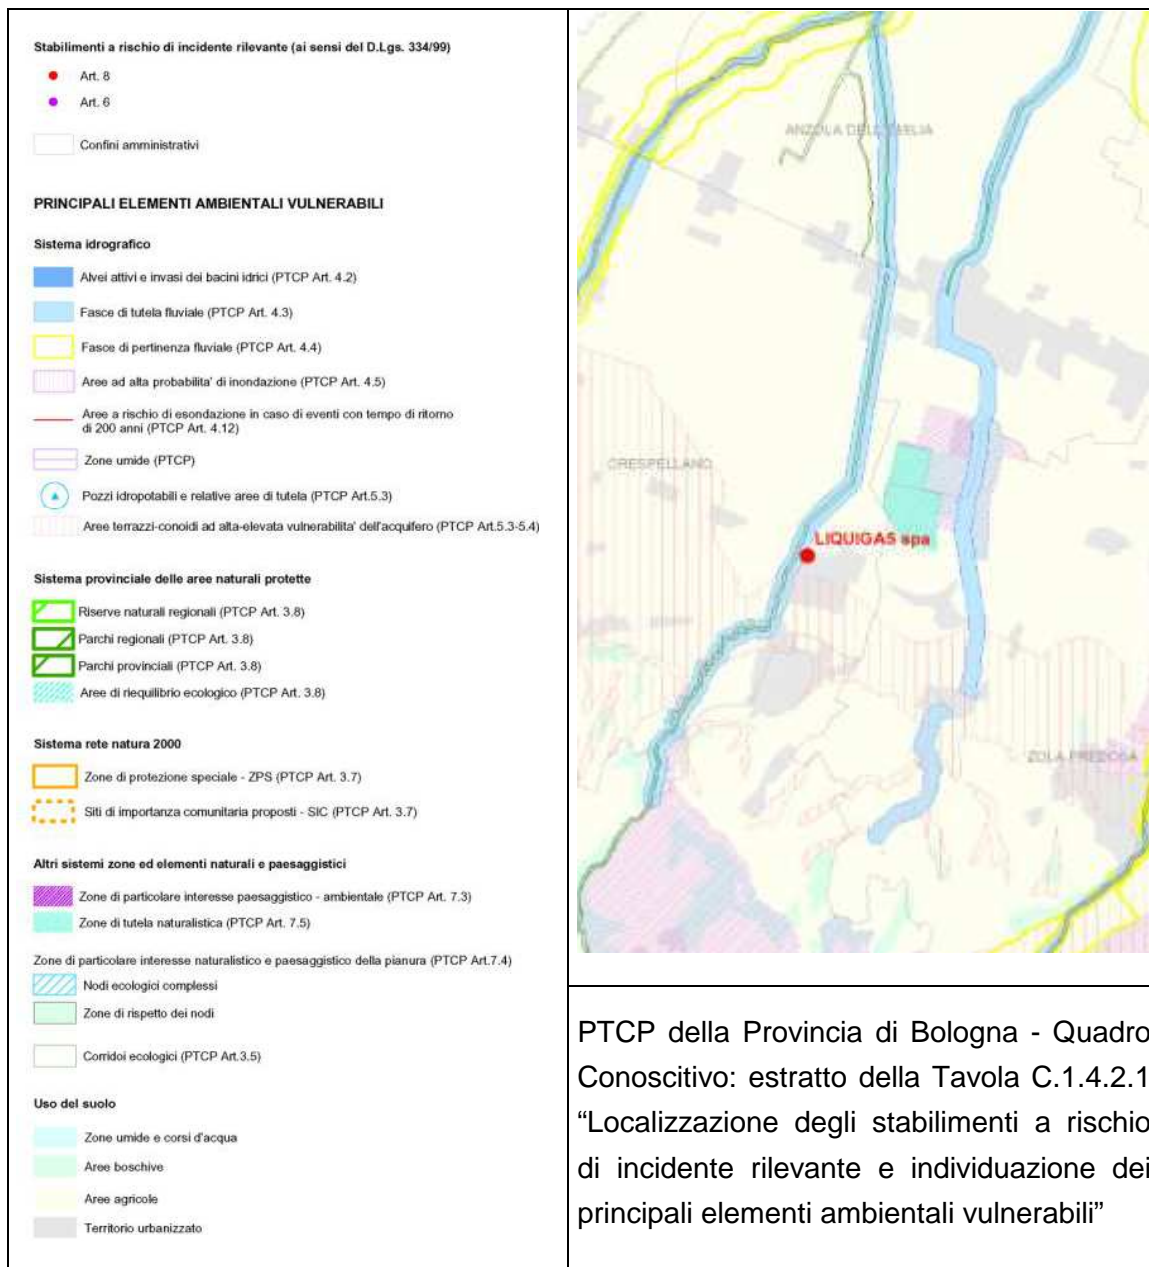 Stabilimenti a rischio di incidente rilevante (ai sensi del D.Lgs. 334/99)
Art. 8
Art. 6
Confini amministrativi
PRINCIPALI ELEMENTI AMBIENTALI VULNERABILI
Sistema idrografico
Alvei attivi e invasi dei bacini idrici (PTCP Art. 4.2)
Fasce di tutela fluviale (PTCP Art. 4.3)
Fasce di pertinenza fluviale (PTCP Art. 4.4)
Aree ad alta probabilita' di inondazione (PTCP Art. 4.5)
Aree a rischio di esondazione in caso di eventi con tempo di ritorno
di 200 anni (PTCP Art. 4.12)
Zone umide (PTCP)
Pozzi idropotabili e relative aree di tutela (PTCP Art.5.3)
Aree terrazzi-conoidi ad alta-elevata vulnerabilita' dell'acquifero (PTCP Art.5.3-5.4)
Sistema provinciale delle aree naturali protette
Riserve naturali regionali (PTCP Art. 3.8)
Parchi regionali (PTCP Art. 3.8)
Parchi provinciali (PTCP Art. 3.8)
Aree di riequilibrio ecologico (PTCP Art. 3.8)
Sistema rete natura 2000
Zone di protezione speciale - ZPS (PTCP Art. 3.7)
Siti di importanza comunitaria proposti - SIC (PTCP Art. 3.7)
Altri sistemi zone ed elementi naturali e paesaggistici
Zone di particolare interesse paesaggistico - ambientale (PTCP Art. 7.3)
Zone di tutela naturalistica (PTCP Art. 7.5)
Zone di particolare interesse naturalistico e paesaggistico della pianura (PTCP Art.7.4)
Nodi ecologici complessi
Zone di rispetto dei nodi
Corridoi ecologici (PTCP Art.3.5)
Uso del suolo
Zone umide e corsi d'acqua
Aree boschive
Aree agricole
Territorio urbanizzato
ANZOLA DELL'EMILIA
CRESPELLANO
LIQUIGAS spa
ZOLA PREDOSA
PTCP della Provincia di Bologna - Quadro
Conoscitivo: estratto della Tavola C.1.4.2.1
“Localizzazione degli stabilimenti a rischio
di incidente rilevante e individuazione dei
principali elementi ambientali vulnerabili”